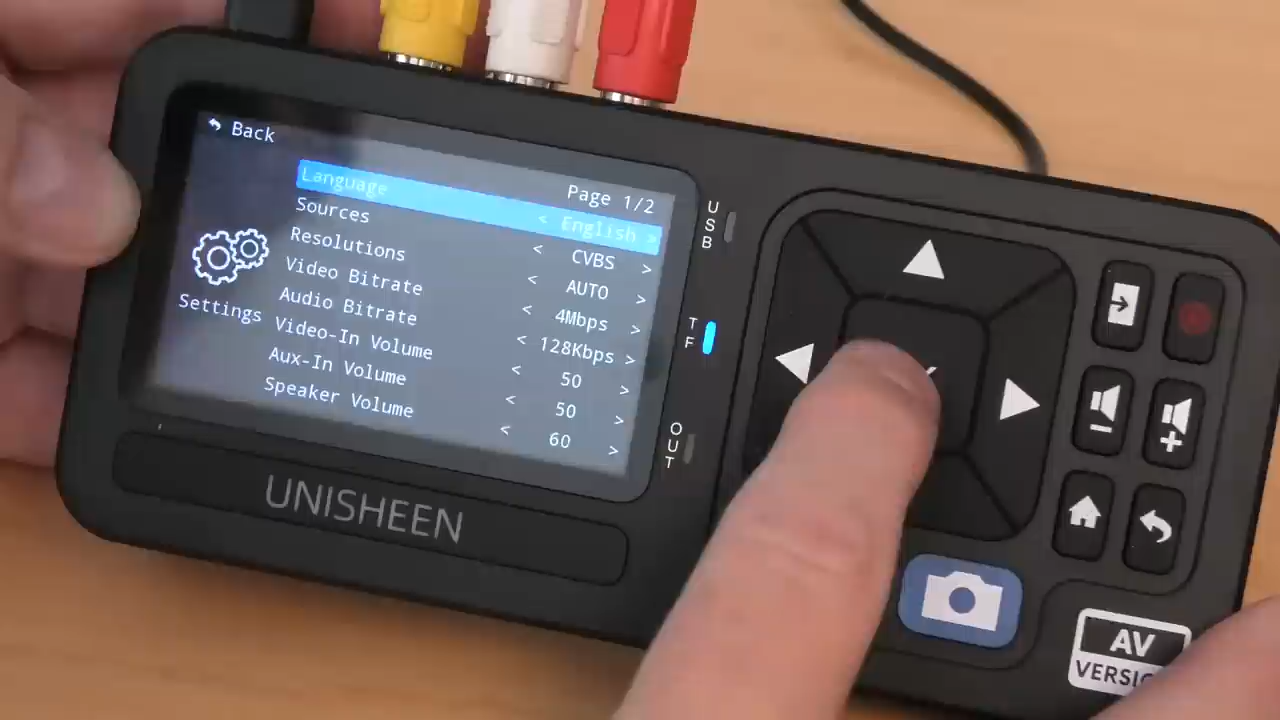 Back
Page 1/2
Language < English >
Sources < CVBS >
Resolutions < AUTO >
Video Bitrate < 4Mbps >
Audio Bitrate < 128Kbps >
Video-In Volume < 50 >
Aux-In Volume < 50 >
Speaker Volume < 60 >
Settings
UNISHEEN
USB
TF
OUT
AV